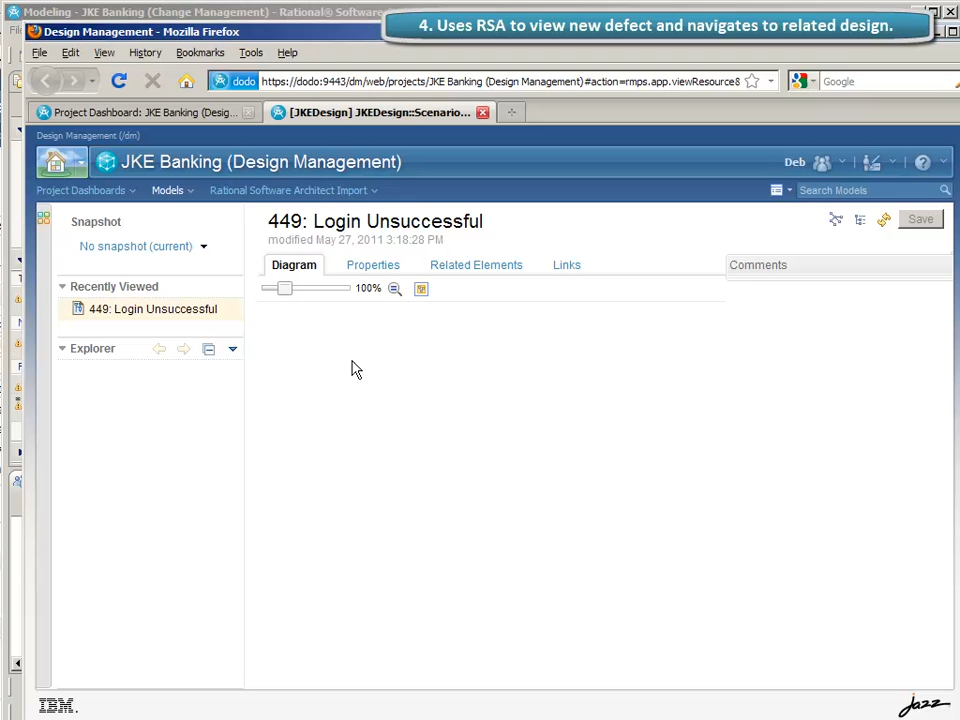 Modeling - JKE Banking (Change Management) - Rational® Software
4. Uses RSA to view new defect and navigates to related design.
Design Management - Mozilla Firefox
File Edit View History Bookmarks Tools Help
dodo https://dodo:9443/dm/web/projects/JKE Banking (Design Management)#action=rmps.app.viewResource& Google
Project Dashboard: JKE Banking (Desig... [JKEDesign] JKEDesign::Scenario...
Design Management (/dm)
JKE Banking (Design Management) Deb
Project Dashboards Models Rational Software Architect Import Search Models
Snapshot
No snapshot (current)
Recently Viewed
449: Login Unsuccessful
Explorer
449: Login Unsuccessful Save
modified May 27, 2011 3:18:28 PM
Diagram Properties Related Elements Links
100%
Comments
IBM.
jazz